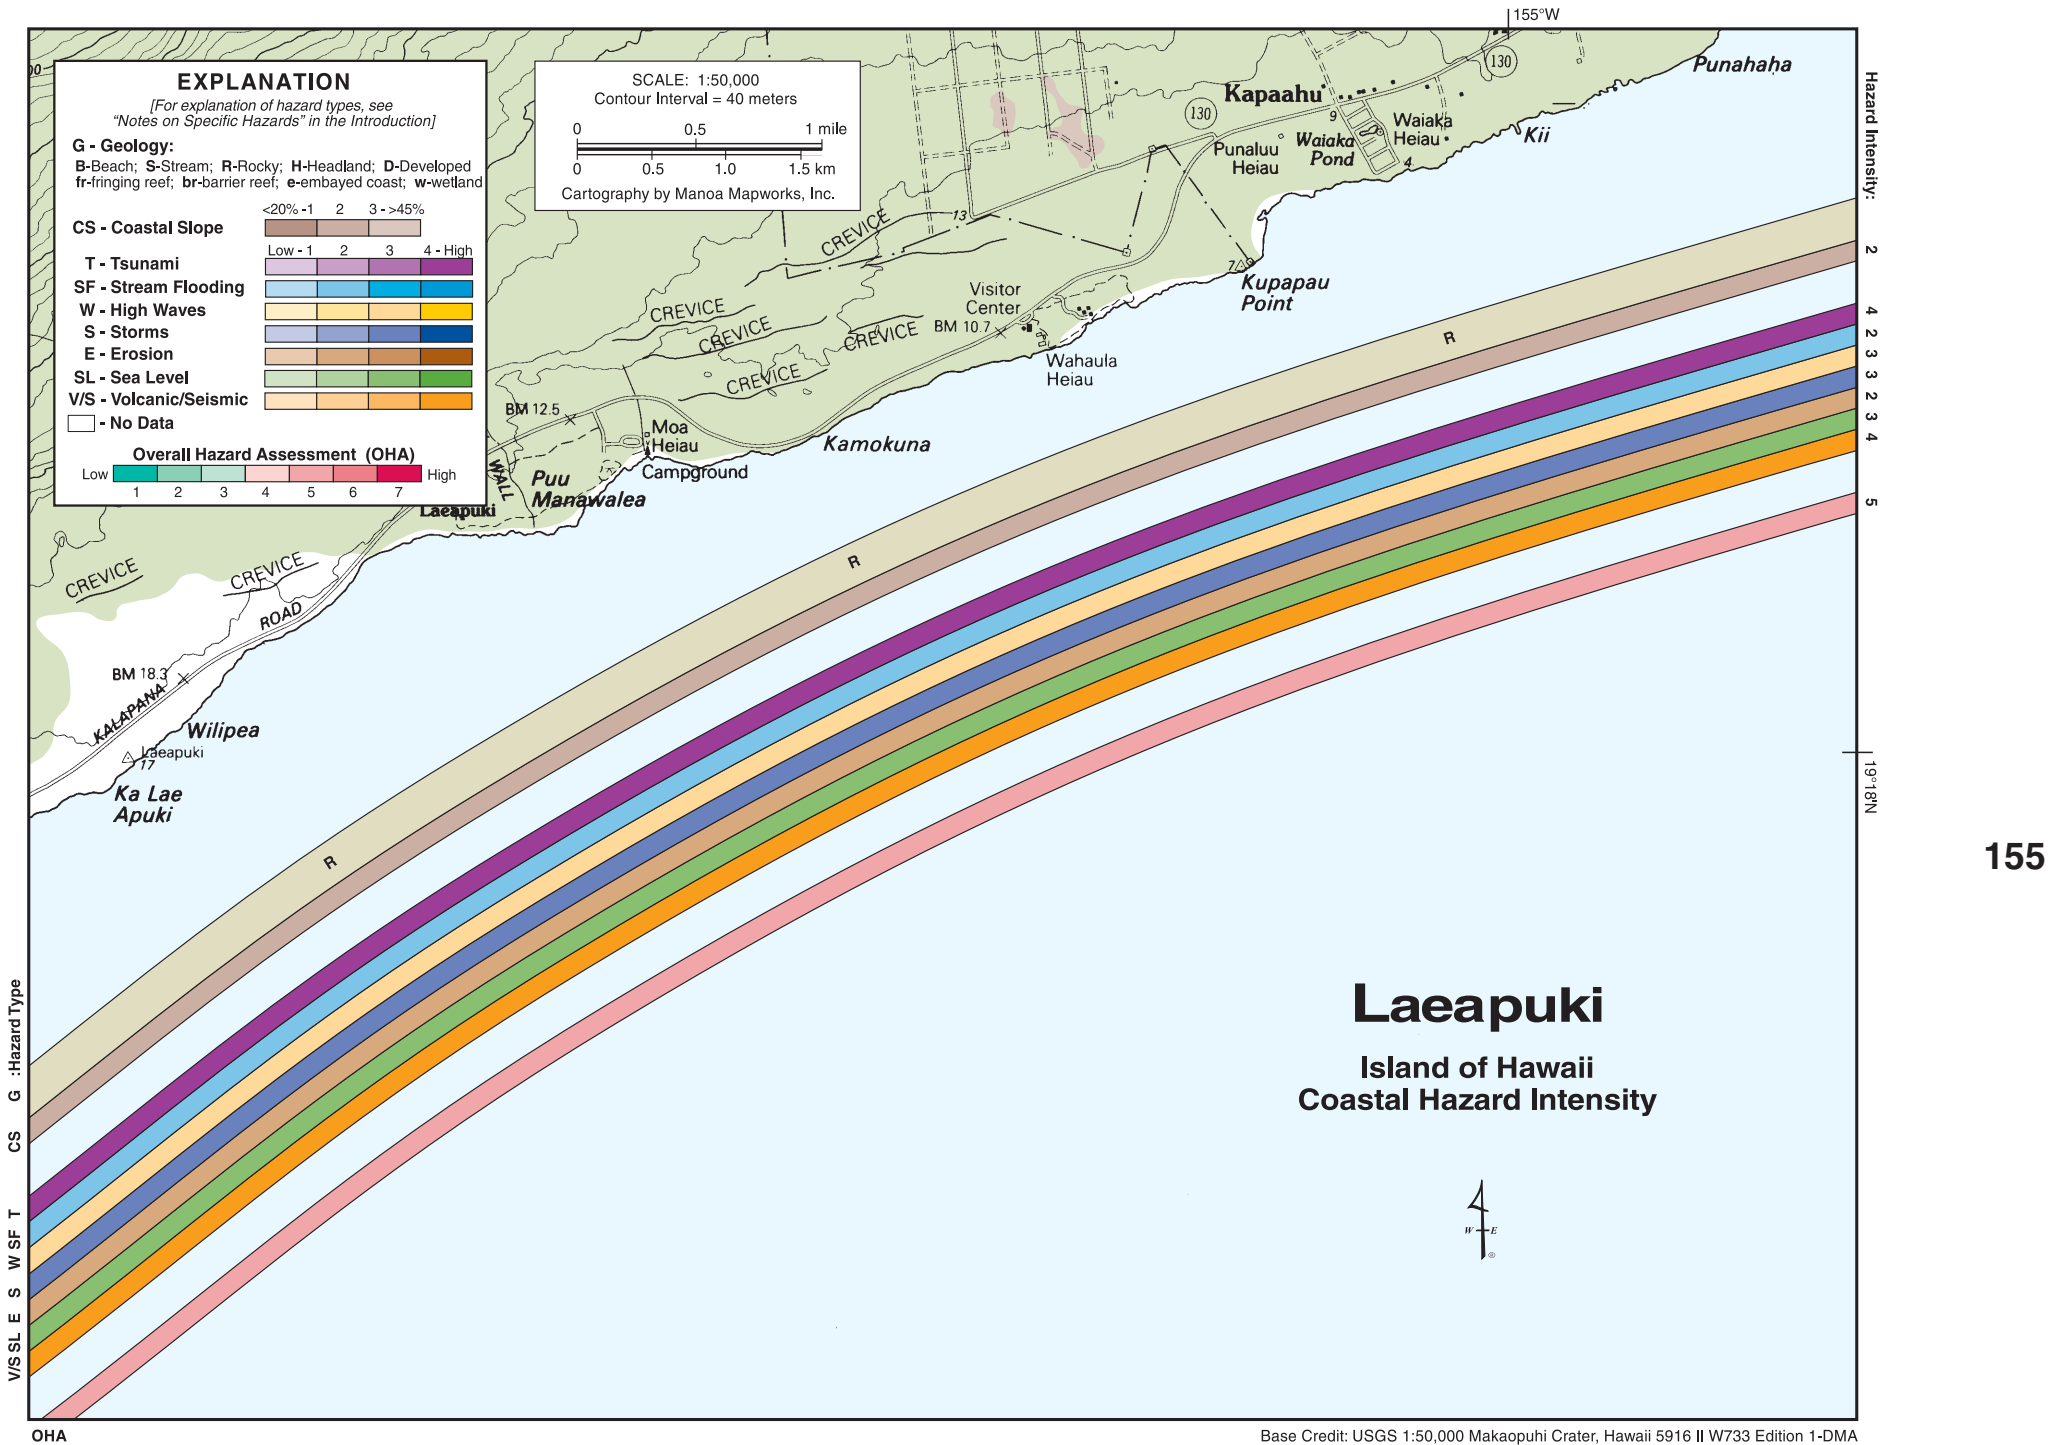 155°W
EXPLANATION
[For explanation of hazard types, see
“Notes on Specific Hazards” in the Introduction]
G - Geology:
B-Beach; S-Stream; R-Rocky; H-Headland; D-Developed
fr-fringing reef; br-barrier reef; e-embayed coast; w-wetland
<20% -1 2 3 - >45%
CS - Coastal Slope
Low - 1 2 3 4 - High
T - Tsunami
SF - Stream Flooding
W - High Waves
S - Storms
E - Erosion
SL - Sea Level
V/S - Volcanic/Seismic
- No Data
Overall Hazard Assessment (OHA)
Low High
1 2 3 4 5 6 7
SCALE: 1:50,000
Contour Interval = 40 meters
0 0.5 1 mile
0 0.5 1.0 1.5 km
Cartography by Manoa Mapworks, Inc.
130
Punahaha
Kapaahu
130
9
Waiaka
Heiau
Kii
Waiaka
Pond
4
Punaluu
Heiau
13
CREVICE
7
Kupapau
Point
Visitor
Center
BM 10.7
CREVICE
CREVICE
CREVICE
CREVICE
Wahaula
Heiau
BM 12.5
Moa
Heiau
Kamokuna
Campground
WALL
Puu
Manawalea
Laeapuki
CREVICE
CREVICE
KALAPANA ROAD
BM 18.3
Wilipea
Laeapuki
17
Ka Lae
Apuki
R
R
R
Hazard Intensity:
2
4
2
3
3
2
3
4
5
19°18'N
155
Laeapuki
Island of Hawaii
Coastal Hazard Intensity
W E
®
:Hazard Type
G
CS
T
SF
W
S
E
SL
V/S
OHA
Base Credit: USGS 1:50,000 Makaopuhi Crater, Hawaii 5916 II W733 Edition 1-DMA